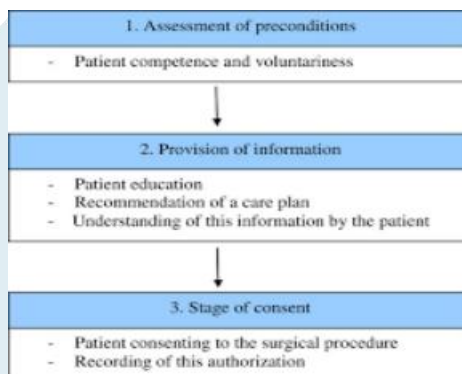 1. Assessment of preconditions
- Patient competence and voluntariness
2. Provision of information
- Patient education
- Recommendation of a care plan
- Understanding of this information by the patient
3. Stage of consent
- Patient consenting to the surgical procedure
- Recording of this authorization